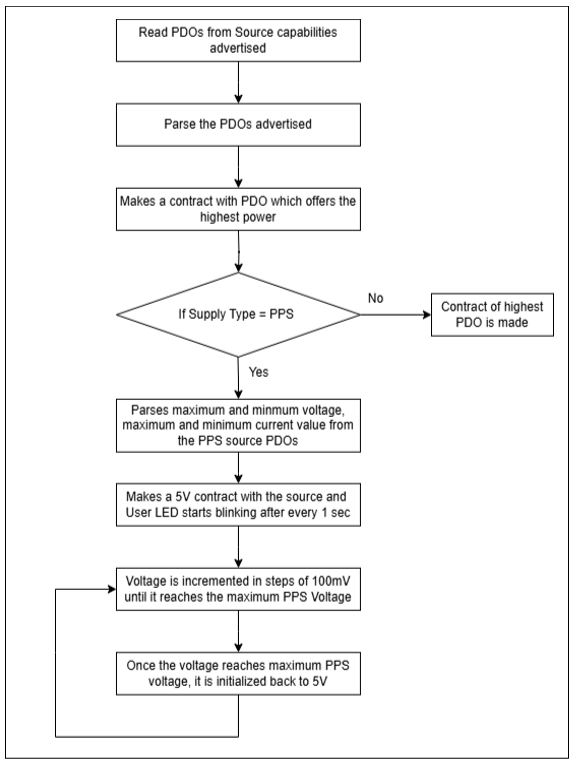 Read PDOs from Source capabilities
advertised
Parse the PDOs advertised
Makes a contract with PDO which offers the
highest power
If Supply Type = PPS
No
Contract of highest
PDO is made
Yes
Parses maximum and minmum voltage,
maximum and minimum current value from
the PPS source PDOs
Makes a 5V contract with the source and
User LED starts blinking after every 1 sec
Voltage is incremented in steps of 100mV
until it reaches the maximum PPS Voltage
Once the voltage reaches maximum PPS
voltage, it is initialized back to 5V